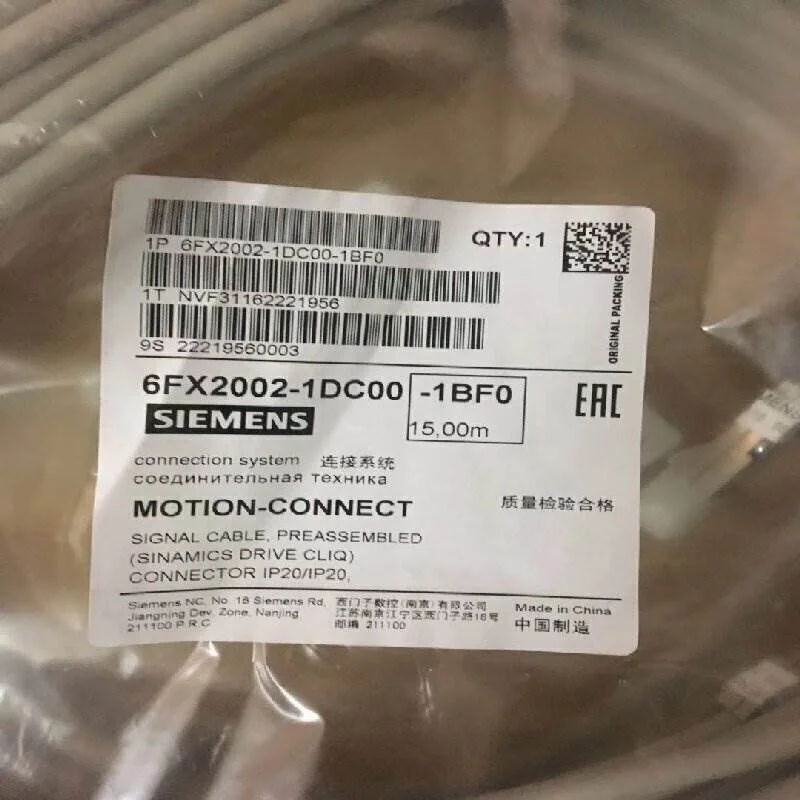 1P 6FX2002-1DC00-1BF0
QTY:1
1T NVF31162221956
9S 22219560003
ORIGINAL PACKING
6FX2002-1DC00 -1BF0
15,00m
EAC
SIEMENS
connection system 连接系统
соединительная техника
MOTION-CONNECT
质量检验合格
SIGNAL CABLE, PREASSEMBLED
(SINAMICS DRIVE CLIQ)
CONNECTOR IP20/IP20,
Siemens NC, No. 18 Siemens Rd, 西门子数控(南京)有限公司
Jiangning Dev. Zone, Nanjing 江苏南京江宁区西门子路18号
211100 P.R.C 邮编 211100
Made in China
中国制造